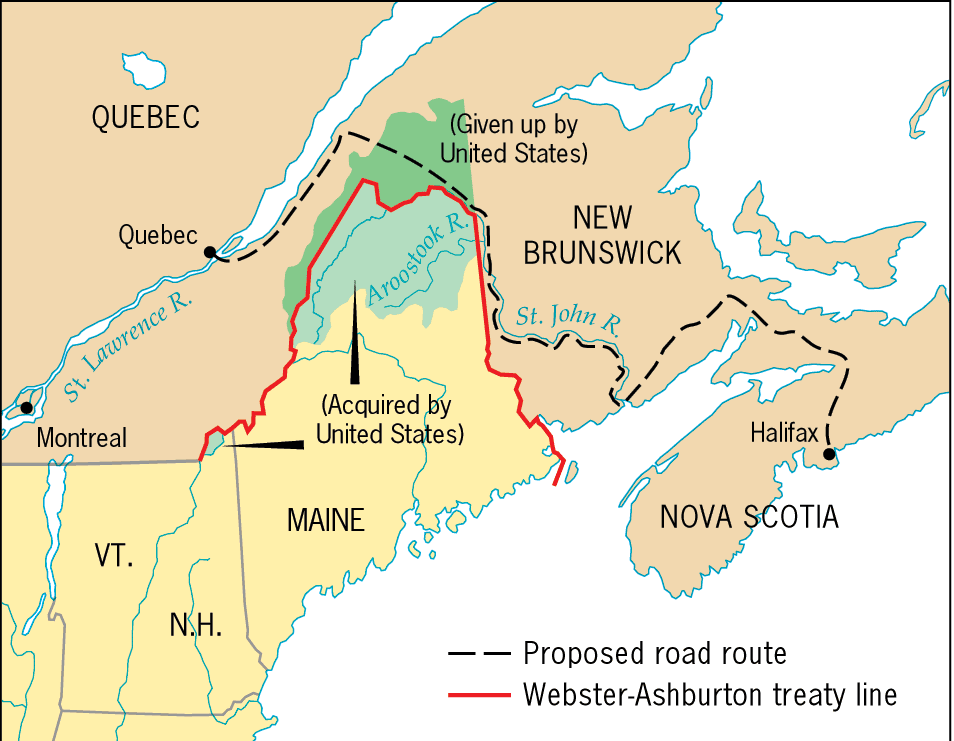 QUEBEC
(Given up by
United States)
NEW
BRUNSWICK
Quebec
Aroostook R.
St. Lawrence R.
St. John R.
(Acquired by
United States)
Montreal
Halifax
MAINE
NOVA SCOTIA
VT.
N.H.
Proposed road route
Webster-Ashburton treaty line